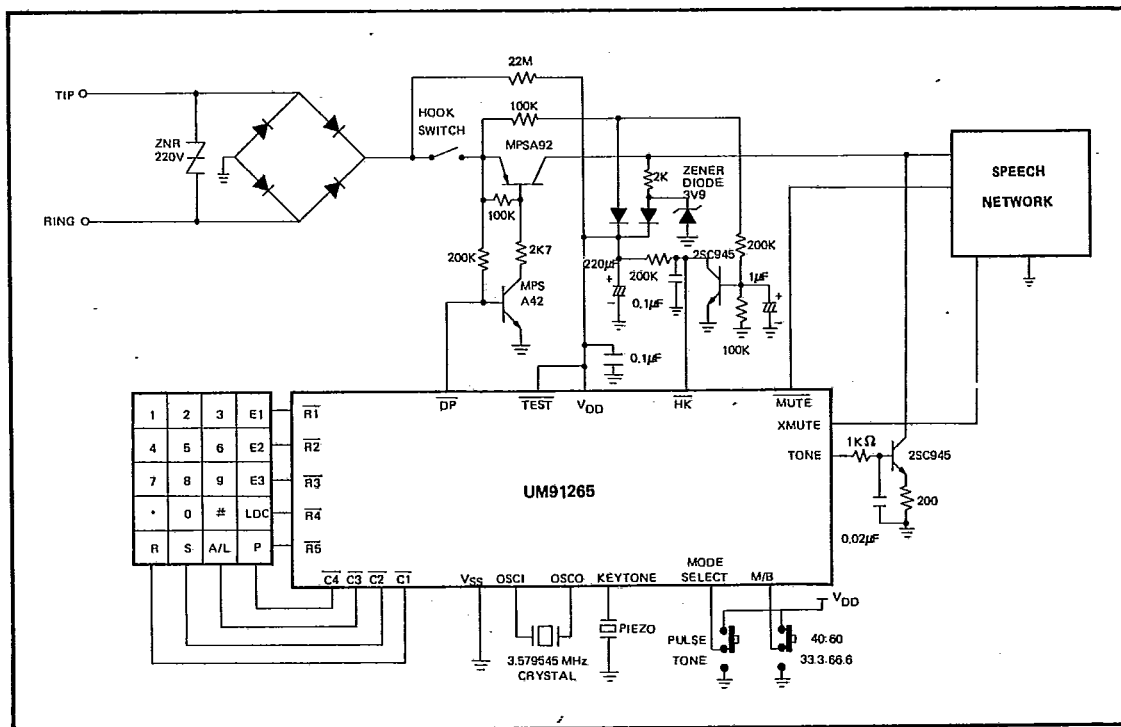 22M
TIP
HOOK
SWITCH
100K
ZNR
220V
MPSA92
2K
ZENER
DIODE
3V9
SPEECH
NETWORK
RING
100K
200K
2K7
220µF
+
−
200K
2SC945
200K
1µF
+
−
MPS
A42
0.1µF
100K
0.1µF
DP
TEST
VDD
HK
MUTE
XMUTE
TONE
1KΩ
2SC945
200
0.02µF
1 2 3 E1
4 5 6 E2
7 8 9 E3
* 0 # LDC
R S A/L P
R1
R2
R3
R4
R5
UM91265
C4 C3 C2 C1
VSS
OSCI
OSCO
KEYTONE
MODE
SELECT
M/B
VDD
3.579545 MHz
CRYSTAL
PIEZO
PULSE
TONE
40:60
33.3:66.6